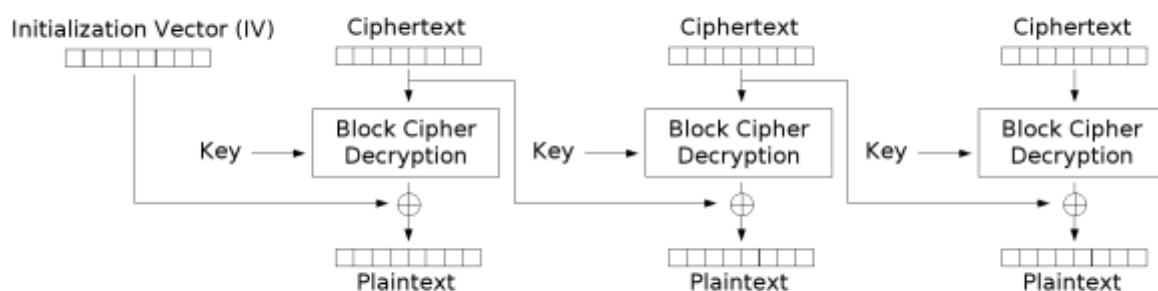 Initialization Vector (IV)
Ciphertext
Ciphertext
Ciphertext
Key
Block Cipher
Decryption
Key
Block Cipher
Decryption
Key
Block Cipher
Decryption
Plaintext
Plaintext
Plaintext